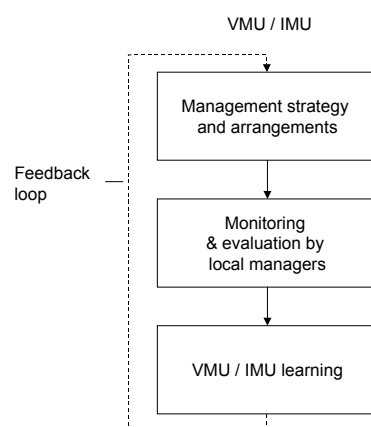 VMU / IMU
Management strategy
and arrangements
Feedback
loop
Monitoring
& evaluation by
local managers
VMU / IMU learning